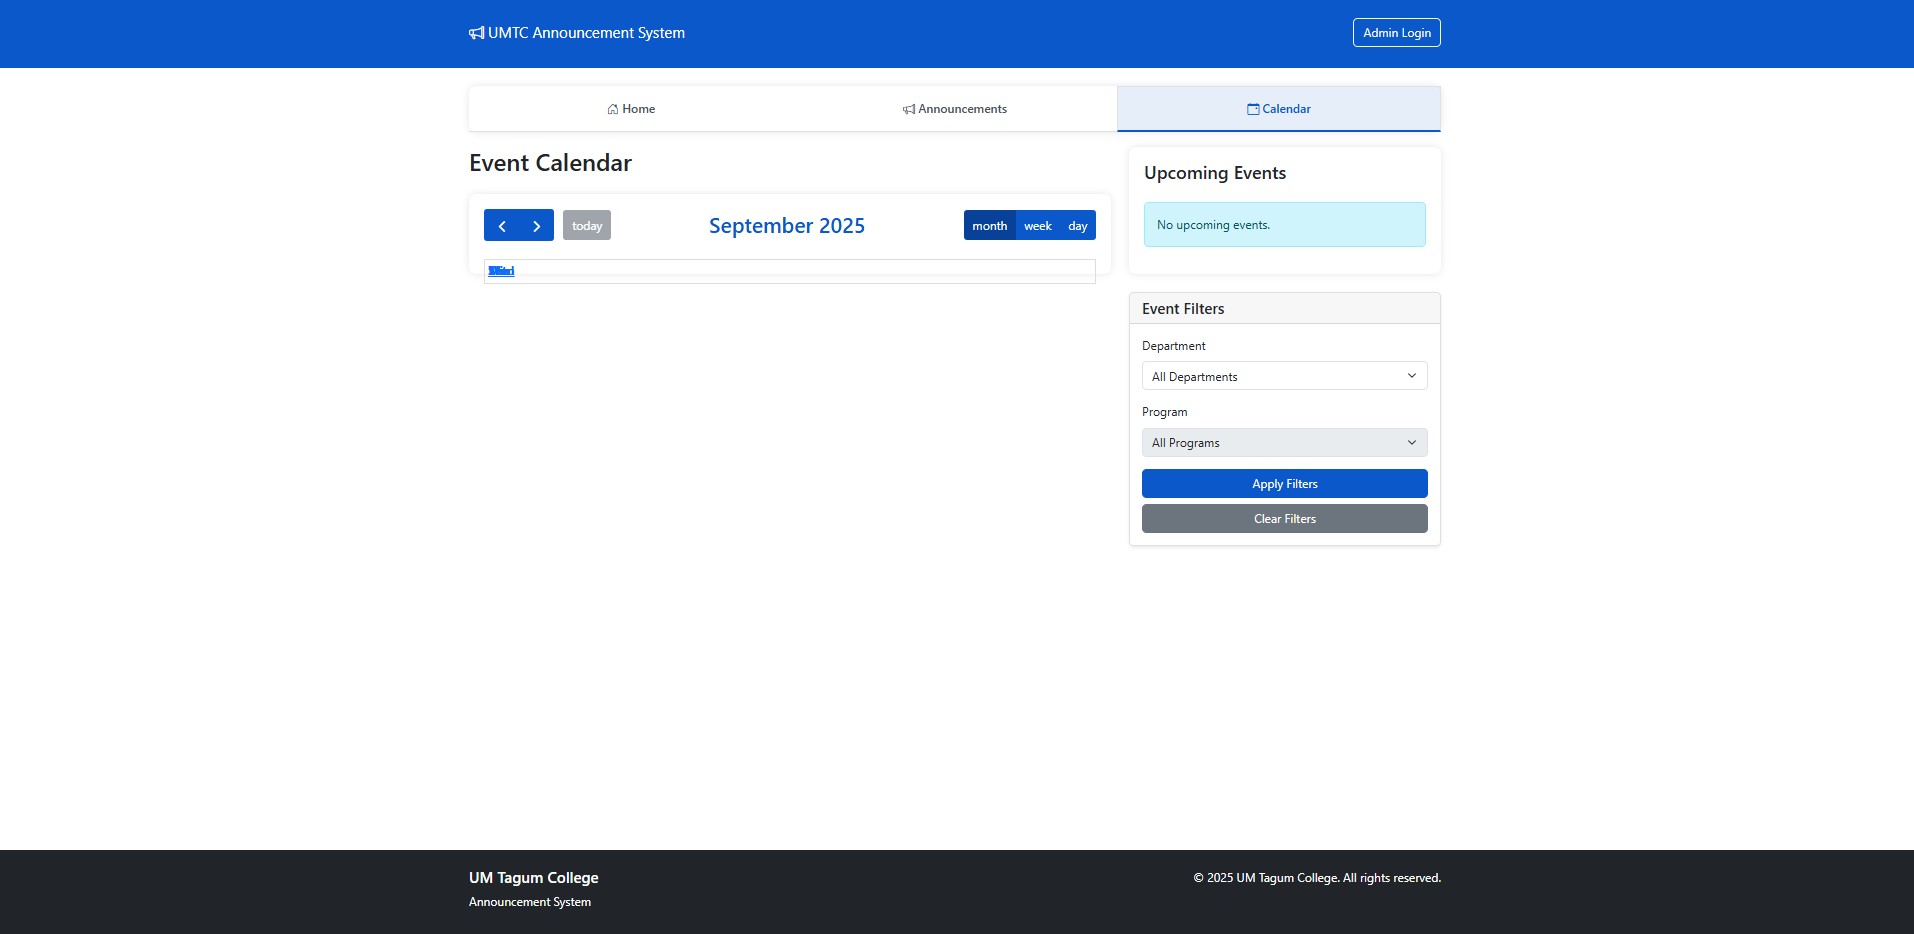 UMTC Announcement System
Admin Login
Home
Announcements
Calendar
Event Calendar
today
September 2025
month
week
day
Upcoming Events
No upcoming events.
Event Filters
Department
All Departments
Program
All Programs
Apply Filters
Clear Filters
UM Tagum College
Announcement System
© 2025 UM Tagum College. All rights reserved.